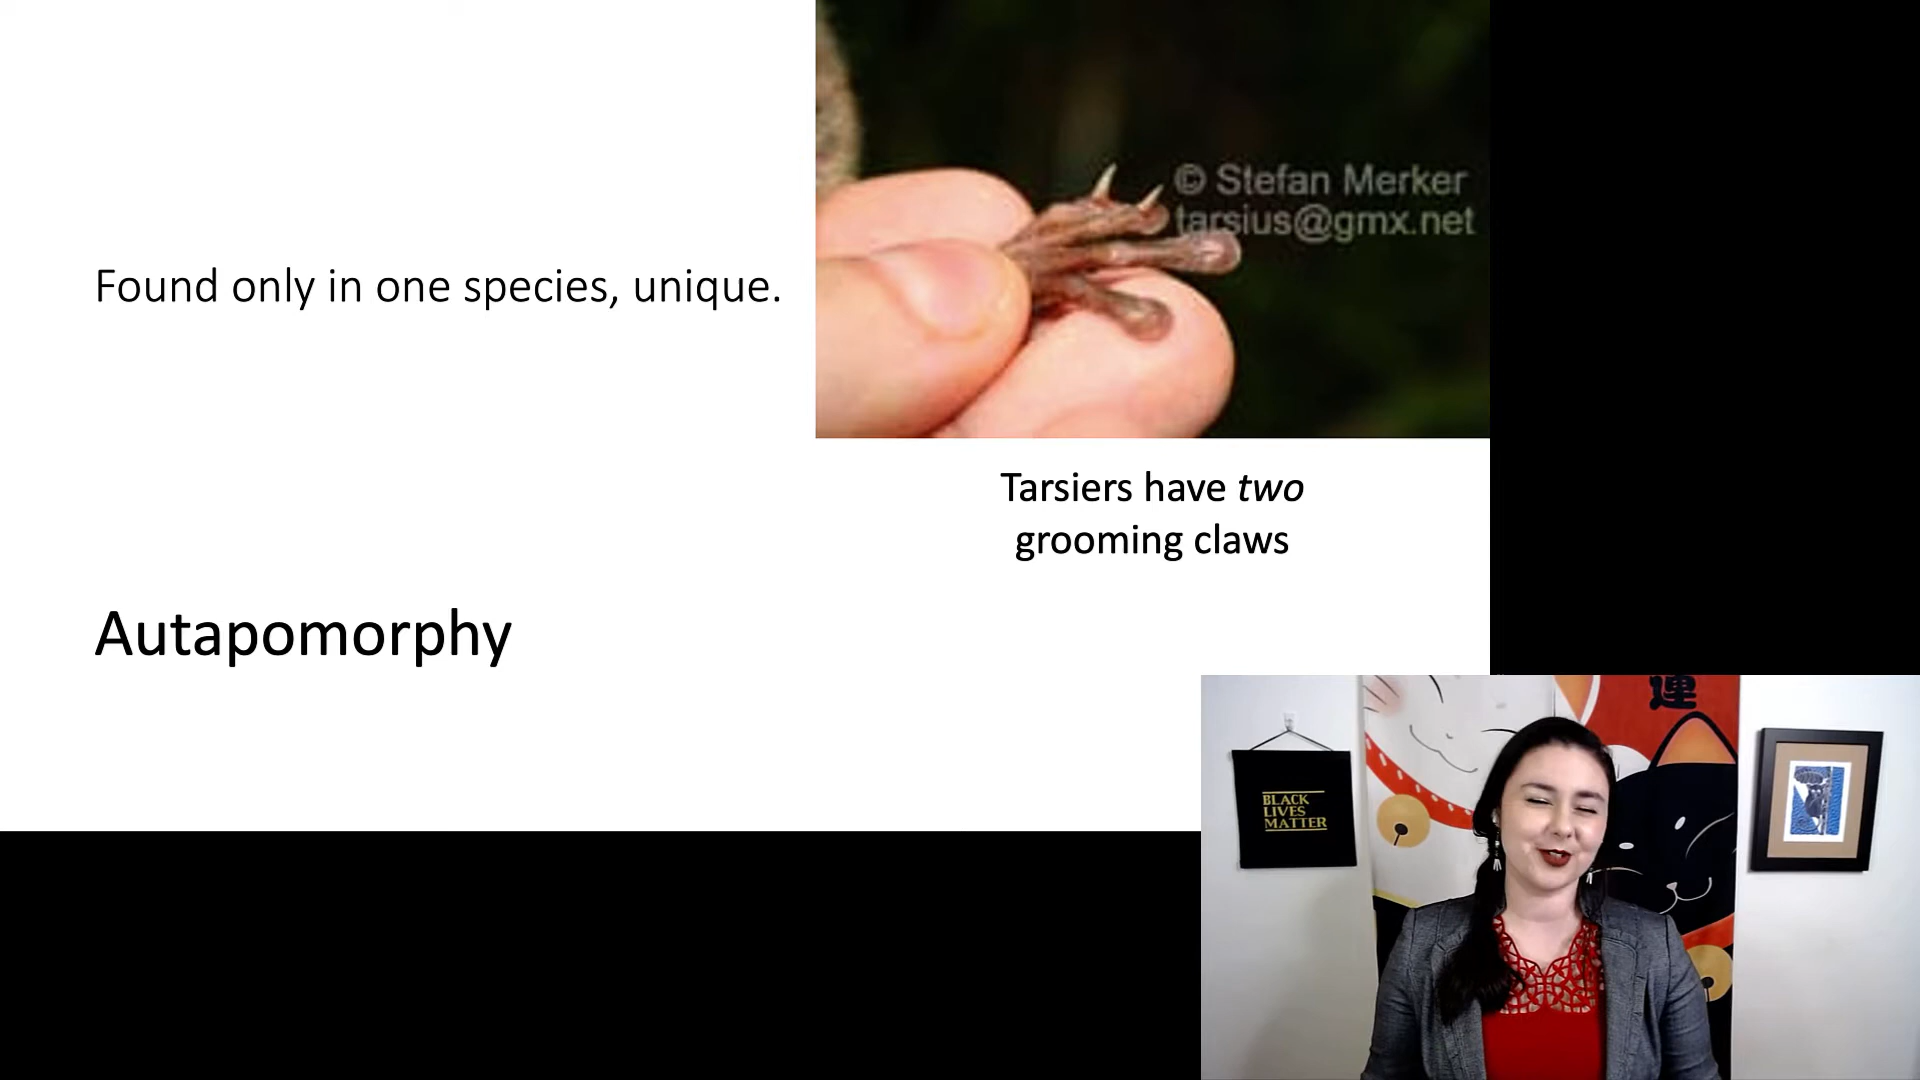 Found only in one species, unique.
© Stefan Merker
tarsius@gmx.net
Tarsiers have two
grooming claws
Autapomorphy
運
BLACK
LIVES
MATTER